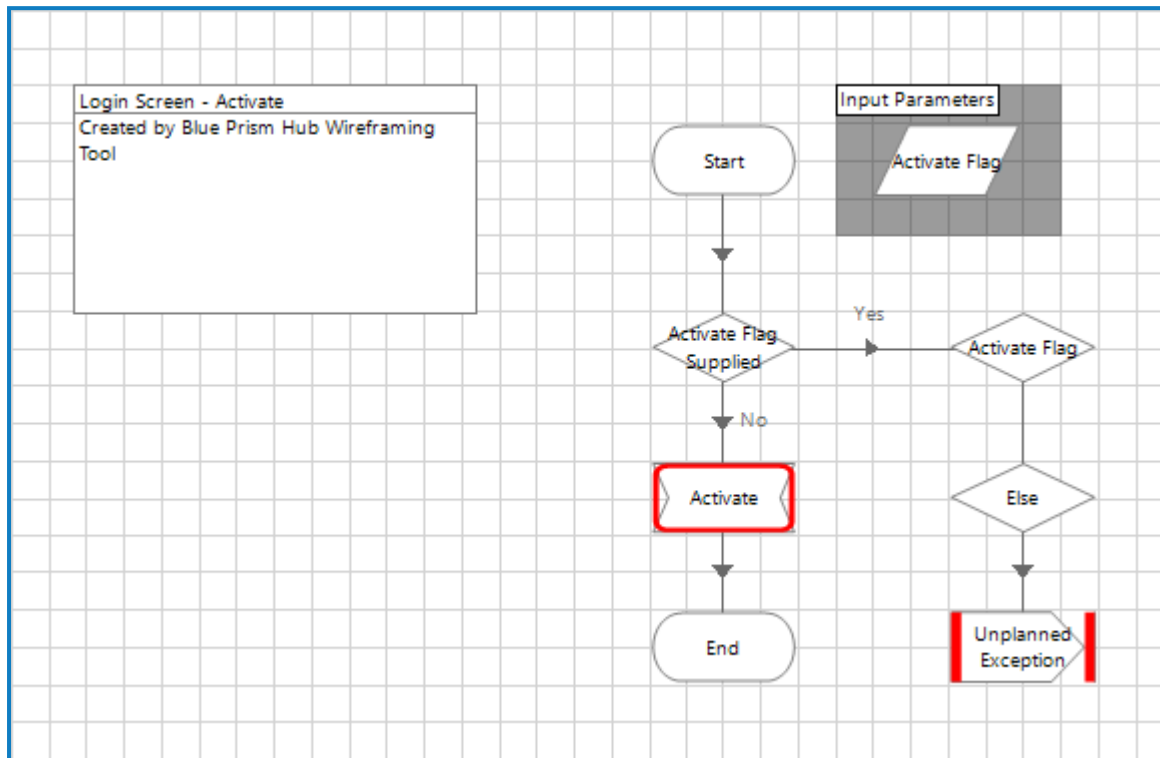 Login Screen - Activate
Created by Blue Prism Hub Wireframing
Tool
Start
Input Parameters
Activate Flag
Activate Flag
Supplied
Yes
Activate Flag
No
Activate
Else
End
Unplanned
Exception